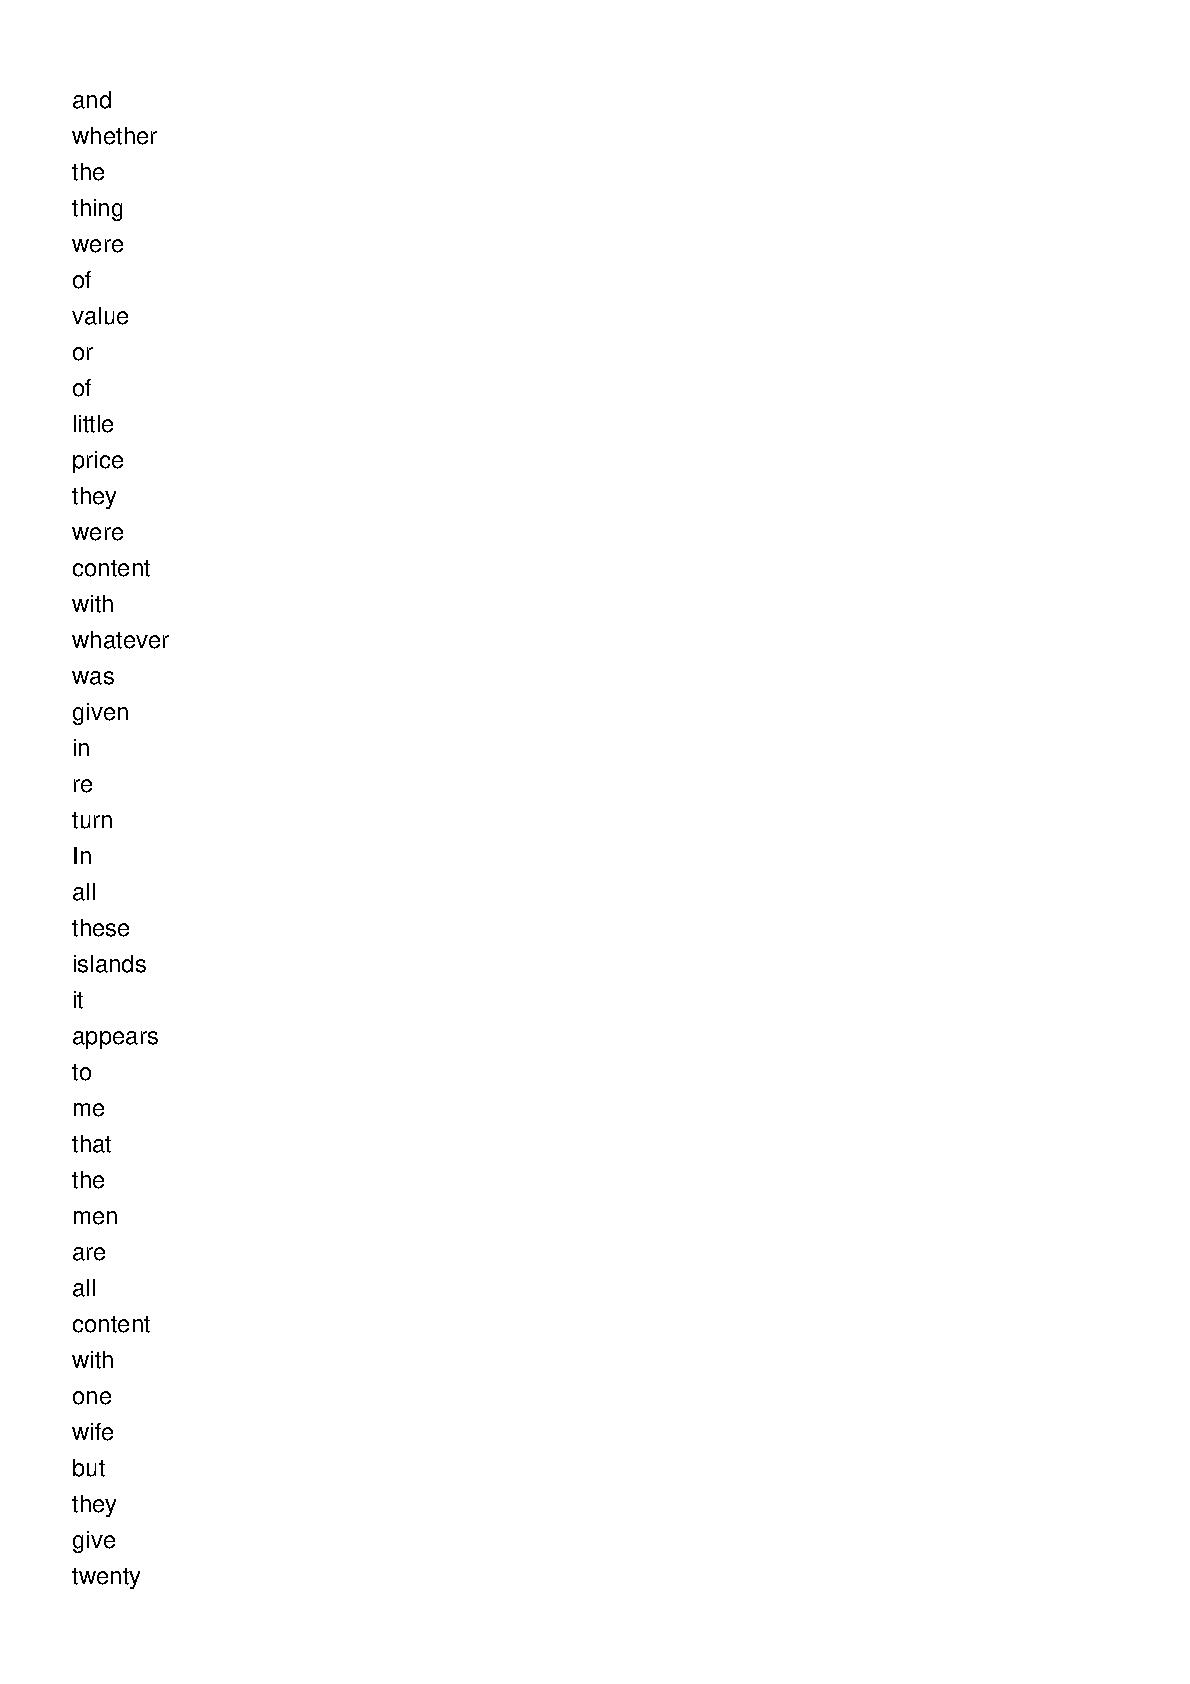 and
whether
the
thing
were
of
value
or
of
little
price
they
were
content
with
whatever
was
given
in
re
turn
In
all
these
islands
it
appears
to
me
that
the
men
are
all
content
with
one
wife
but
they
give
twenty